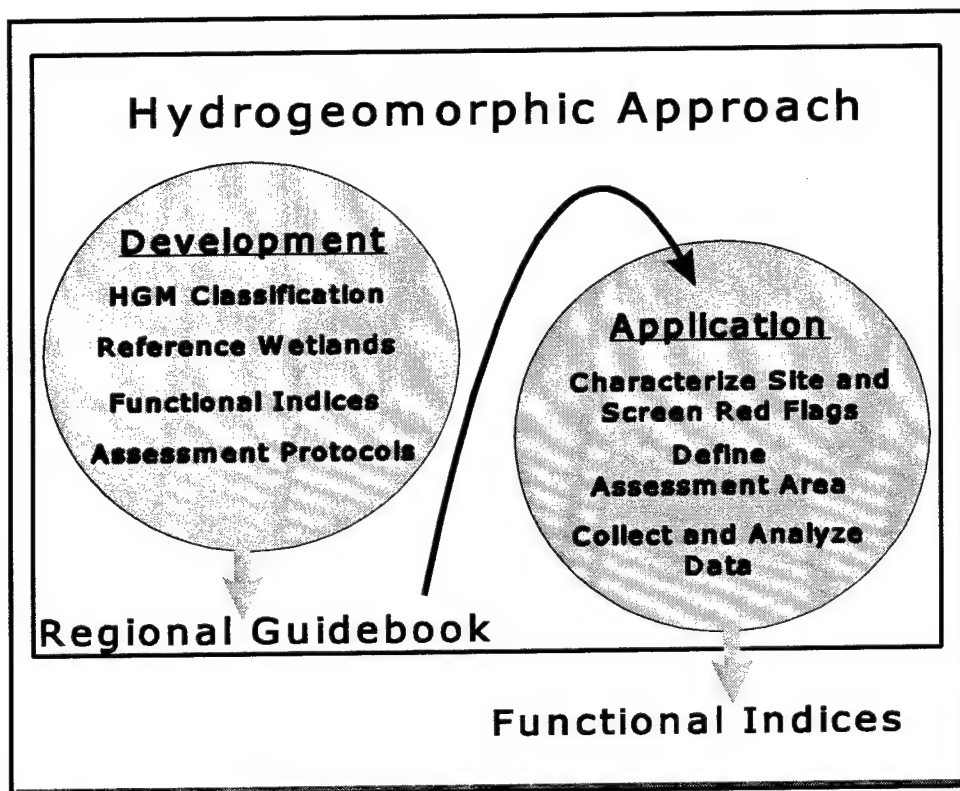 Hydrogeomorphic Approach
Development
HGM Classification
Reference Wetlands
Functional Indices
Assessment Protocols
Regional Guidebook
Application
Characterize Site and
Screen Red Flags
Define
Assessment Area
Collect and Analyze
Data
Functional Indices